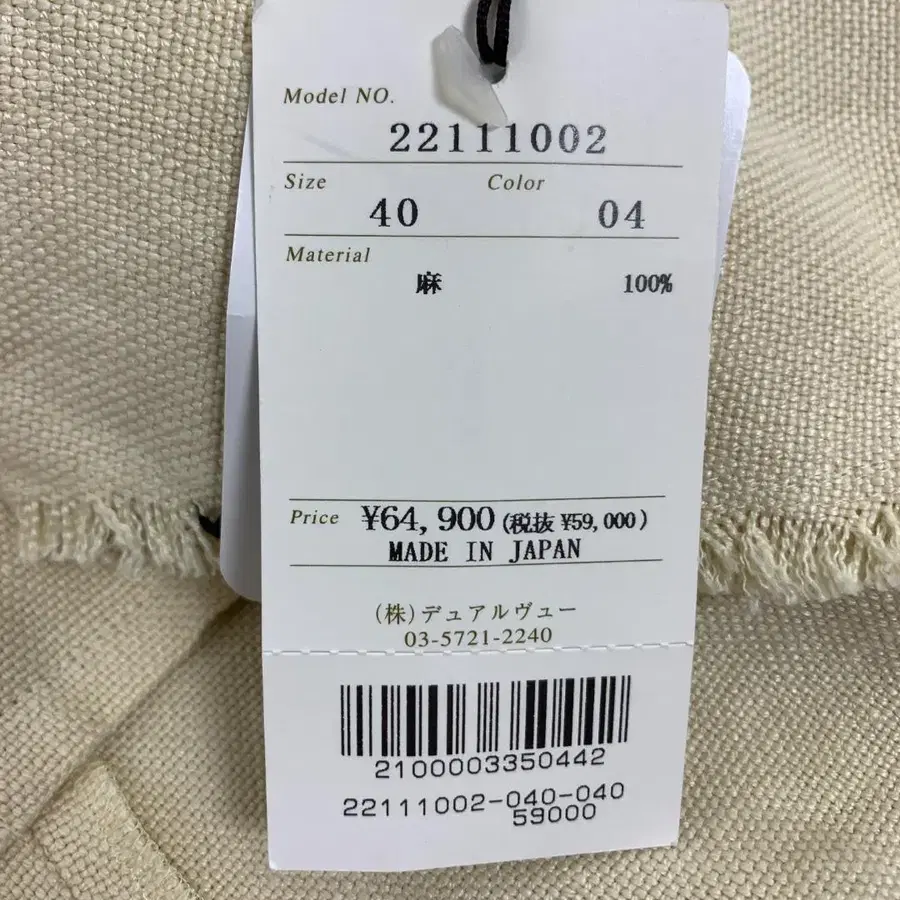 Model NO.
22111002
Size Color
40 04
Material
麻 100%
Price ¥64,900(税抜 ¥59,000)
MADE IN JAPAN
(株)デュアルヴュー
03-5721-2240
2100003350442
22111002-040-040
59000